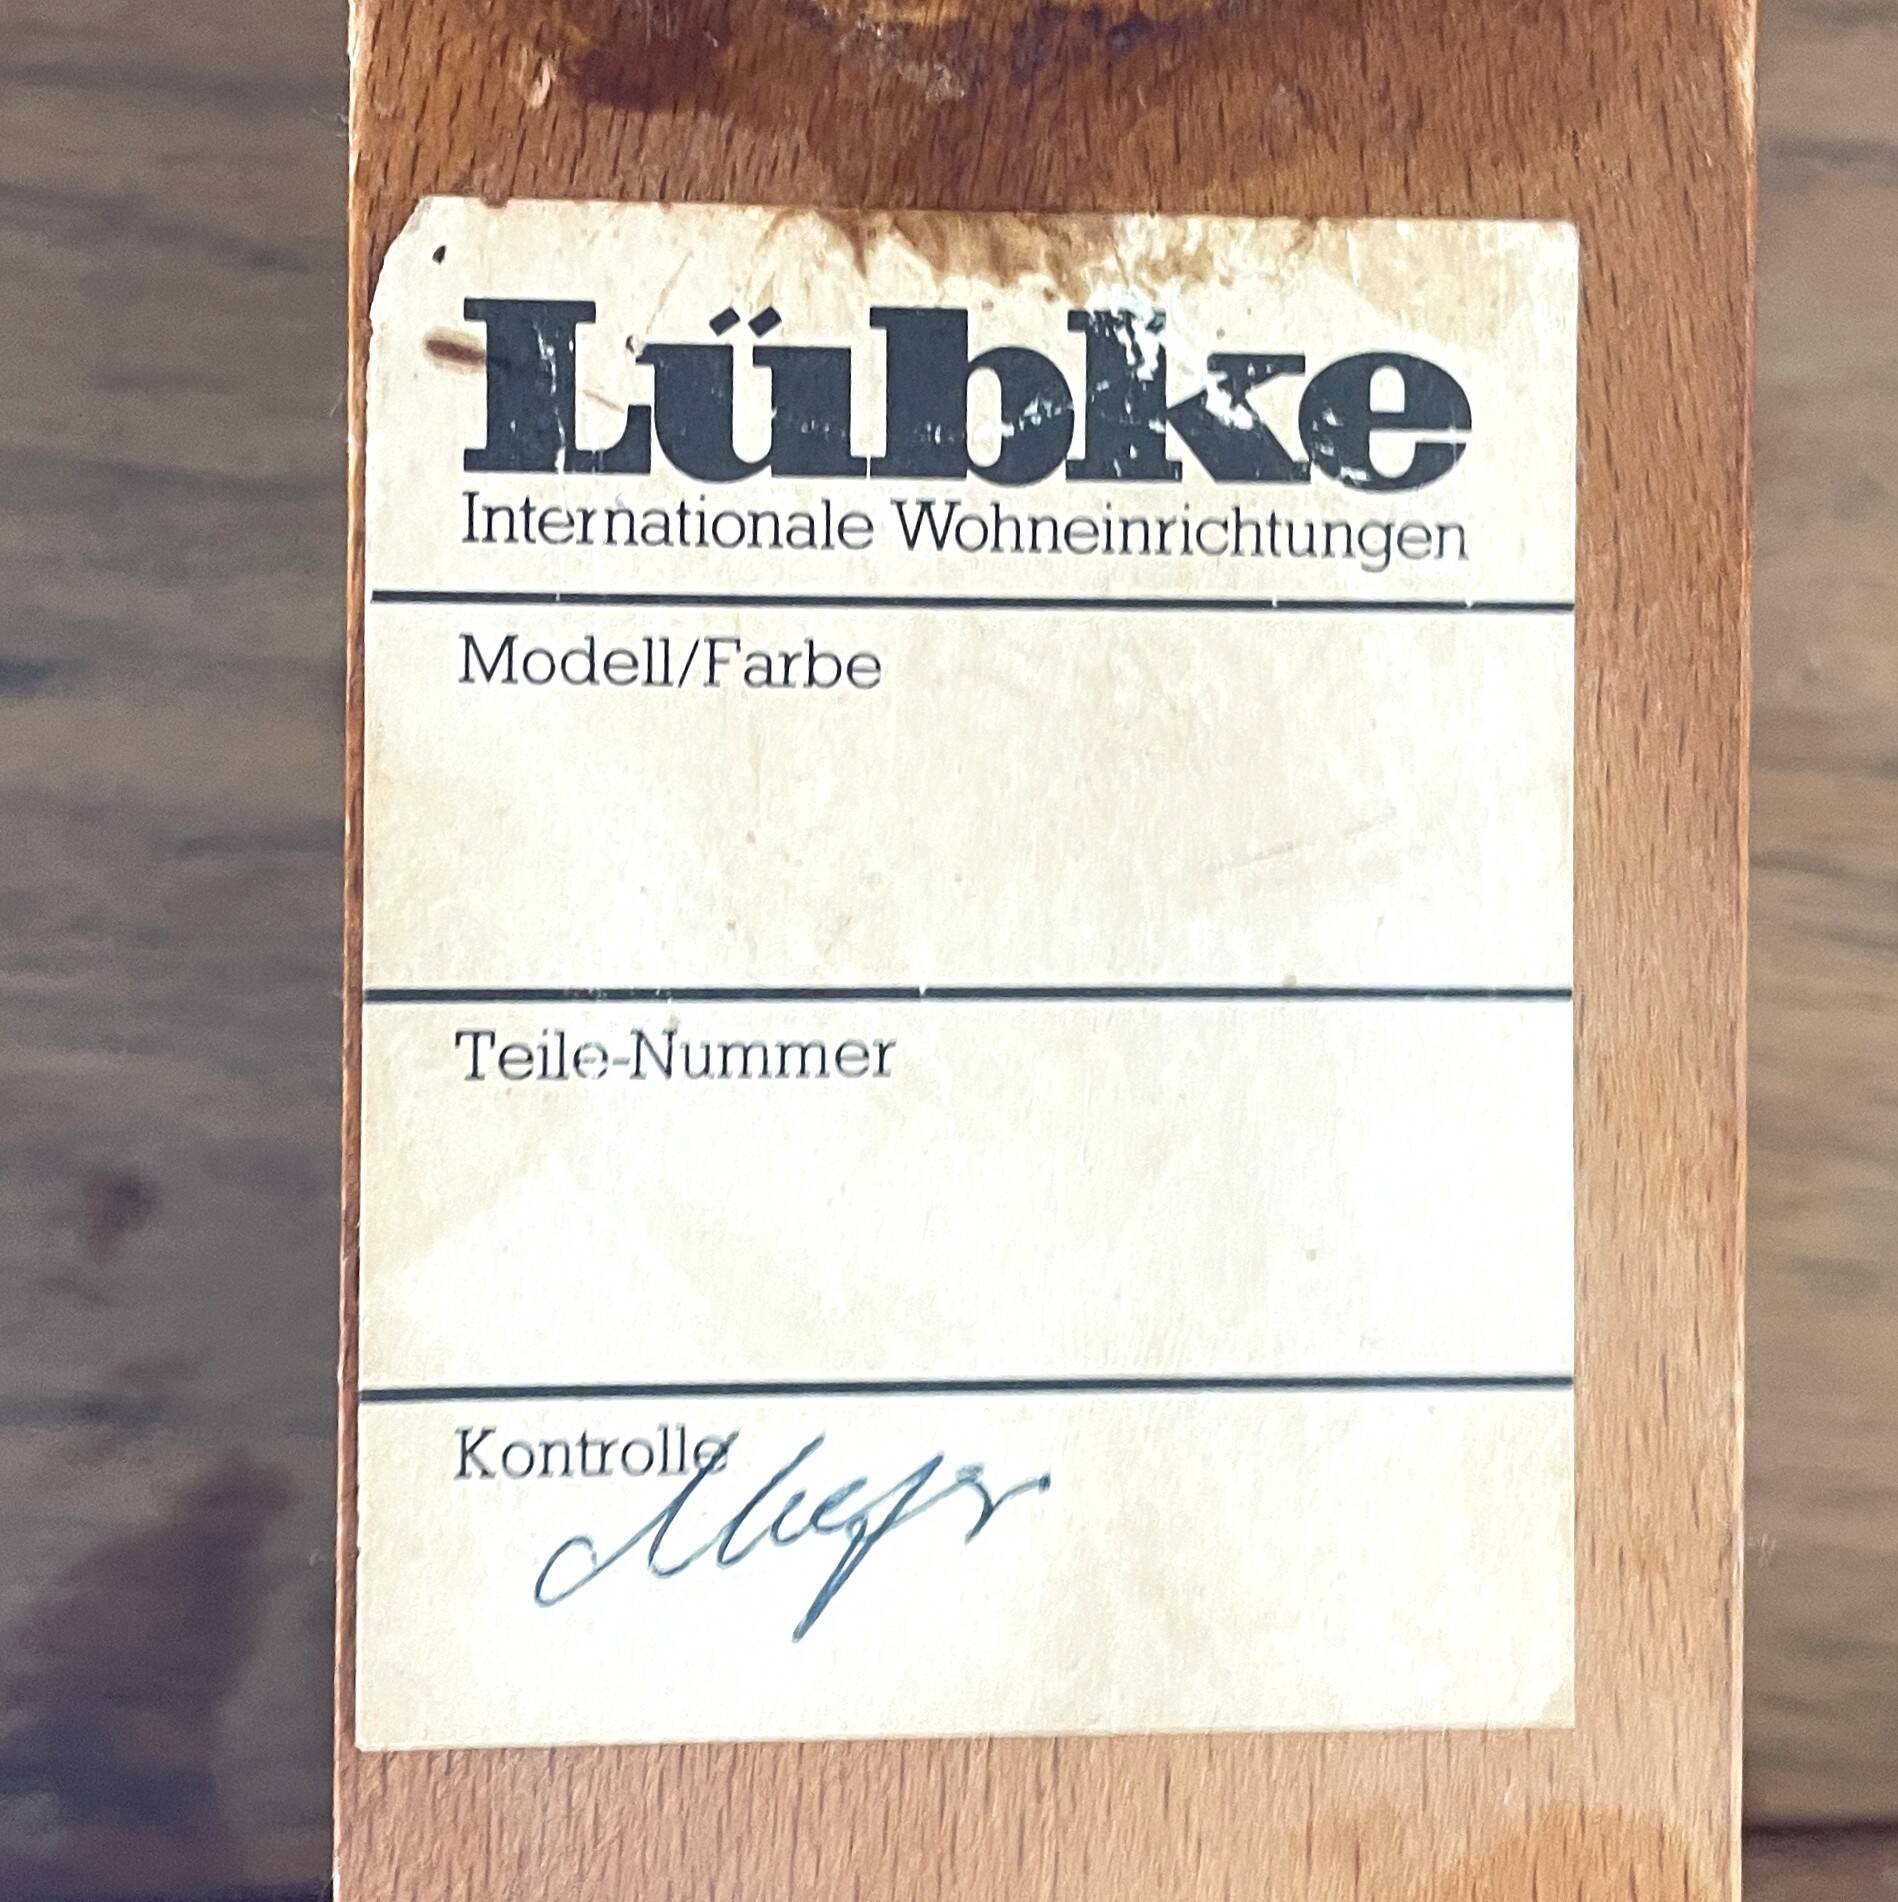 Lübke
Internationale Wohneinrichtungen
Modell/Farbe
Teile-Nummer
Kontrolle